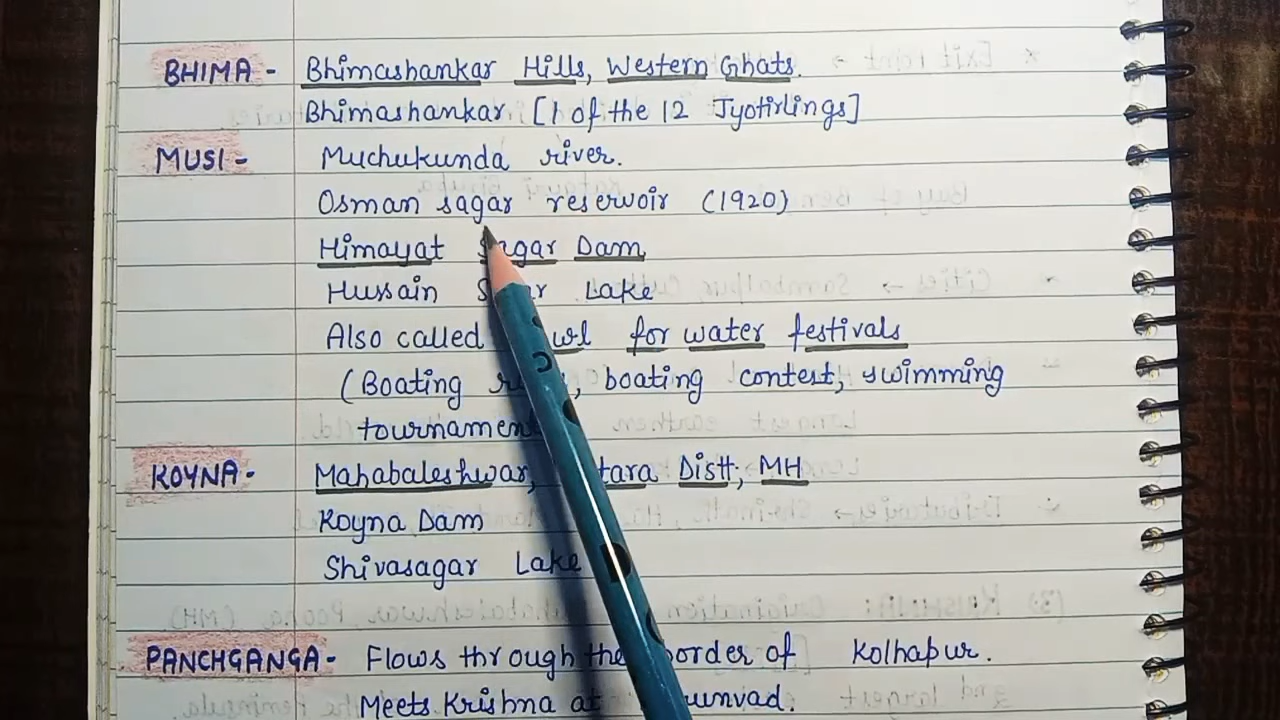 BHIMA - Bhimashankar Hills, Western Ghats.
Bhimashankar [1 of the 12 Jyotirlings]
MUSI - Muchukunda river.
Osman sagar reservoir (1920)
Himayat Sagar Dam
Hussain Lake
Also called for water festivals
(Boating boating contest, swimming
tournament
KOYNA - Mahabaleshwar, Distt, MH
Koyna Dam
Shivasagar Lake
PANCHGANGA - Flows through the border of Kolhapur.
Meets Krishna at